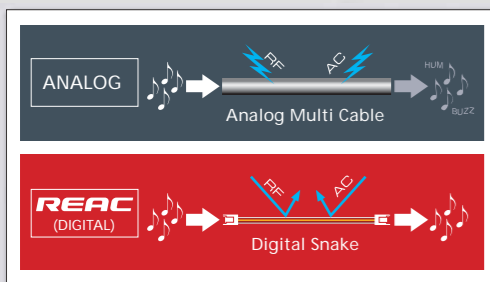 ANALOG
RF
AC
Analog Multi Cable
HUM
BUZZ
REAC
(DIGITAL)
RF
AC
Digital Snake